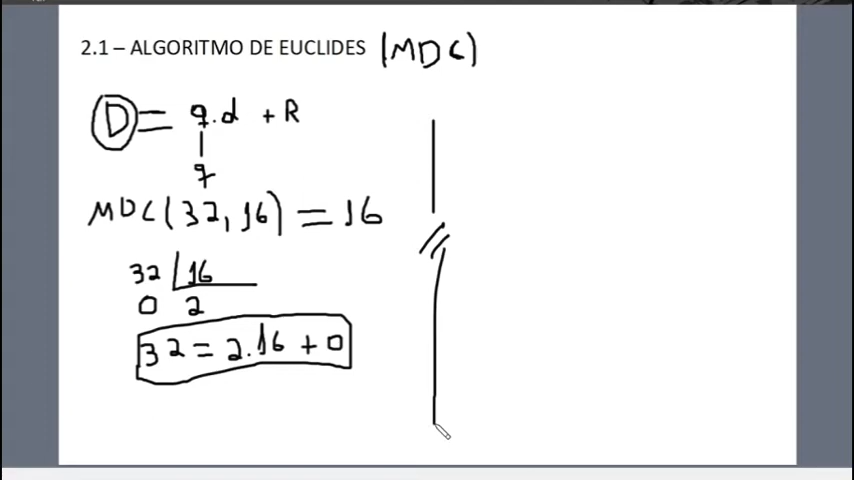 2.1 – ALGORITMO DE EUCLIDES (MDC)
D = q.d + R
q
MDC(32,16) = 16
32 16
0 2
32 = 2.16 + 0